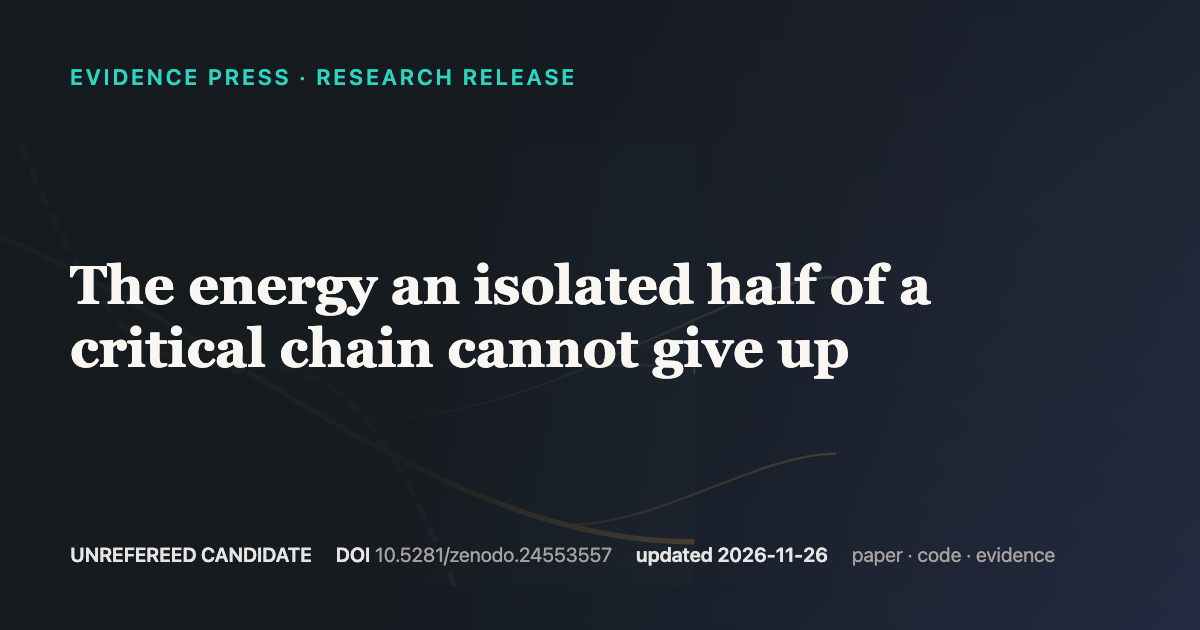 EVIDENCE PRESS · RESEARCH RELEASE
The energy an isolated half of a
critical chain cannot give up
UNREFEREED CANDIDATE DOI 10.5281/zenodo.24553557 updated 2026-11-26 paper · code · evidence